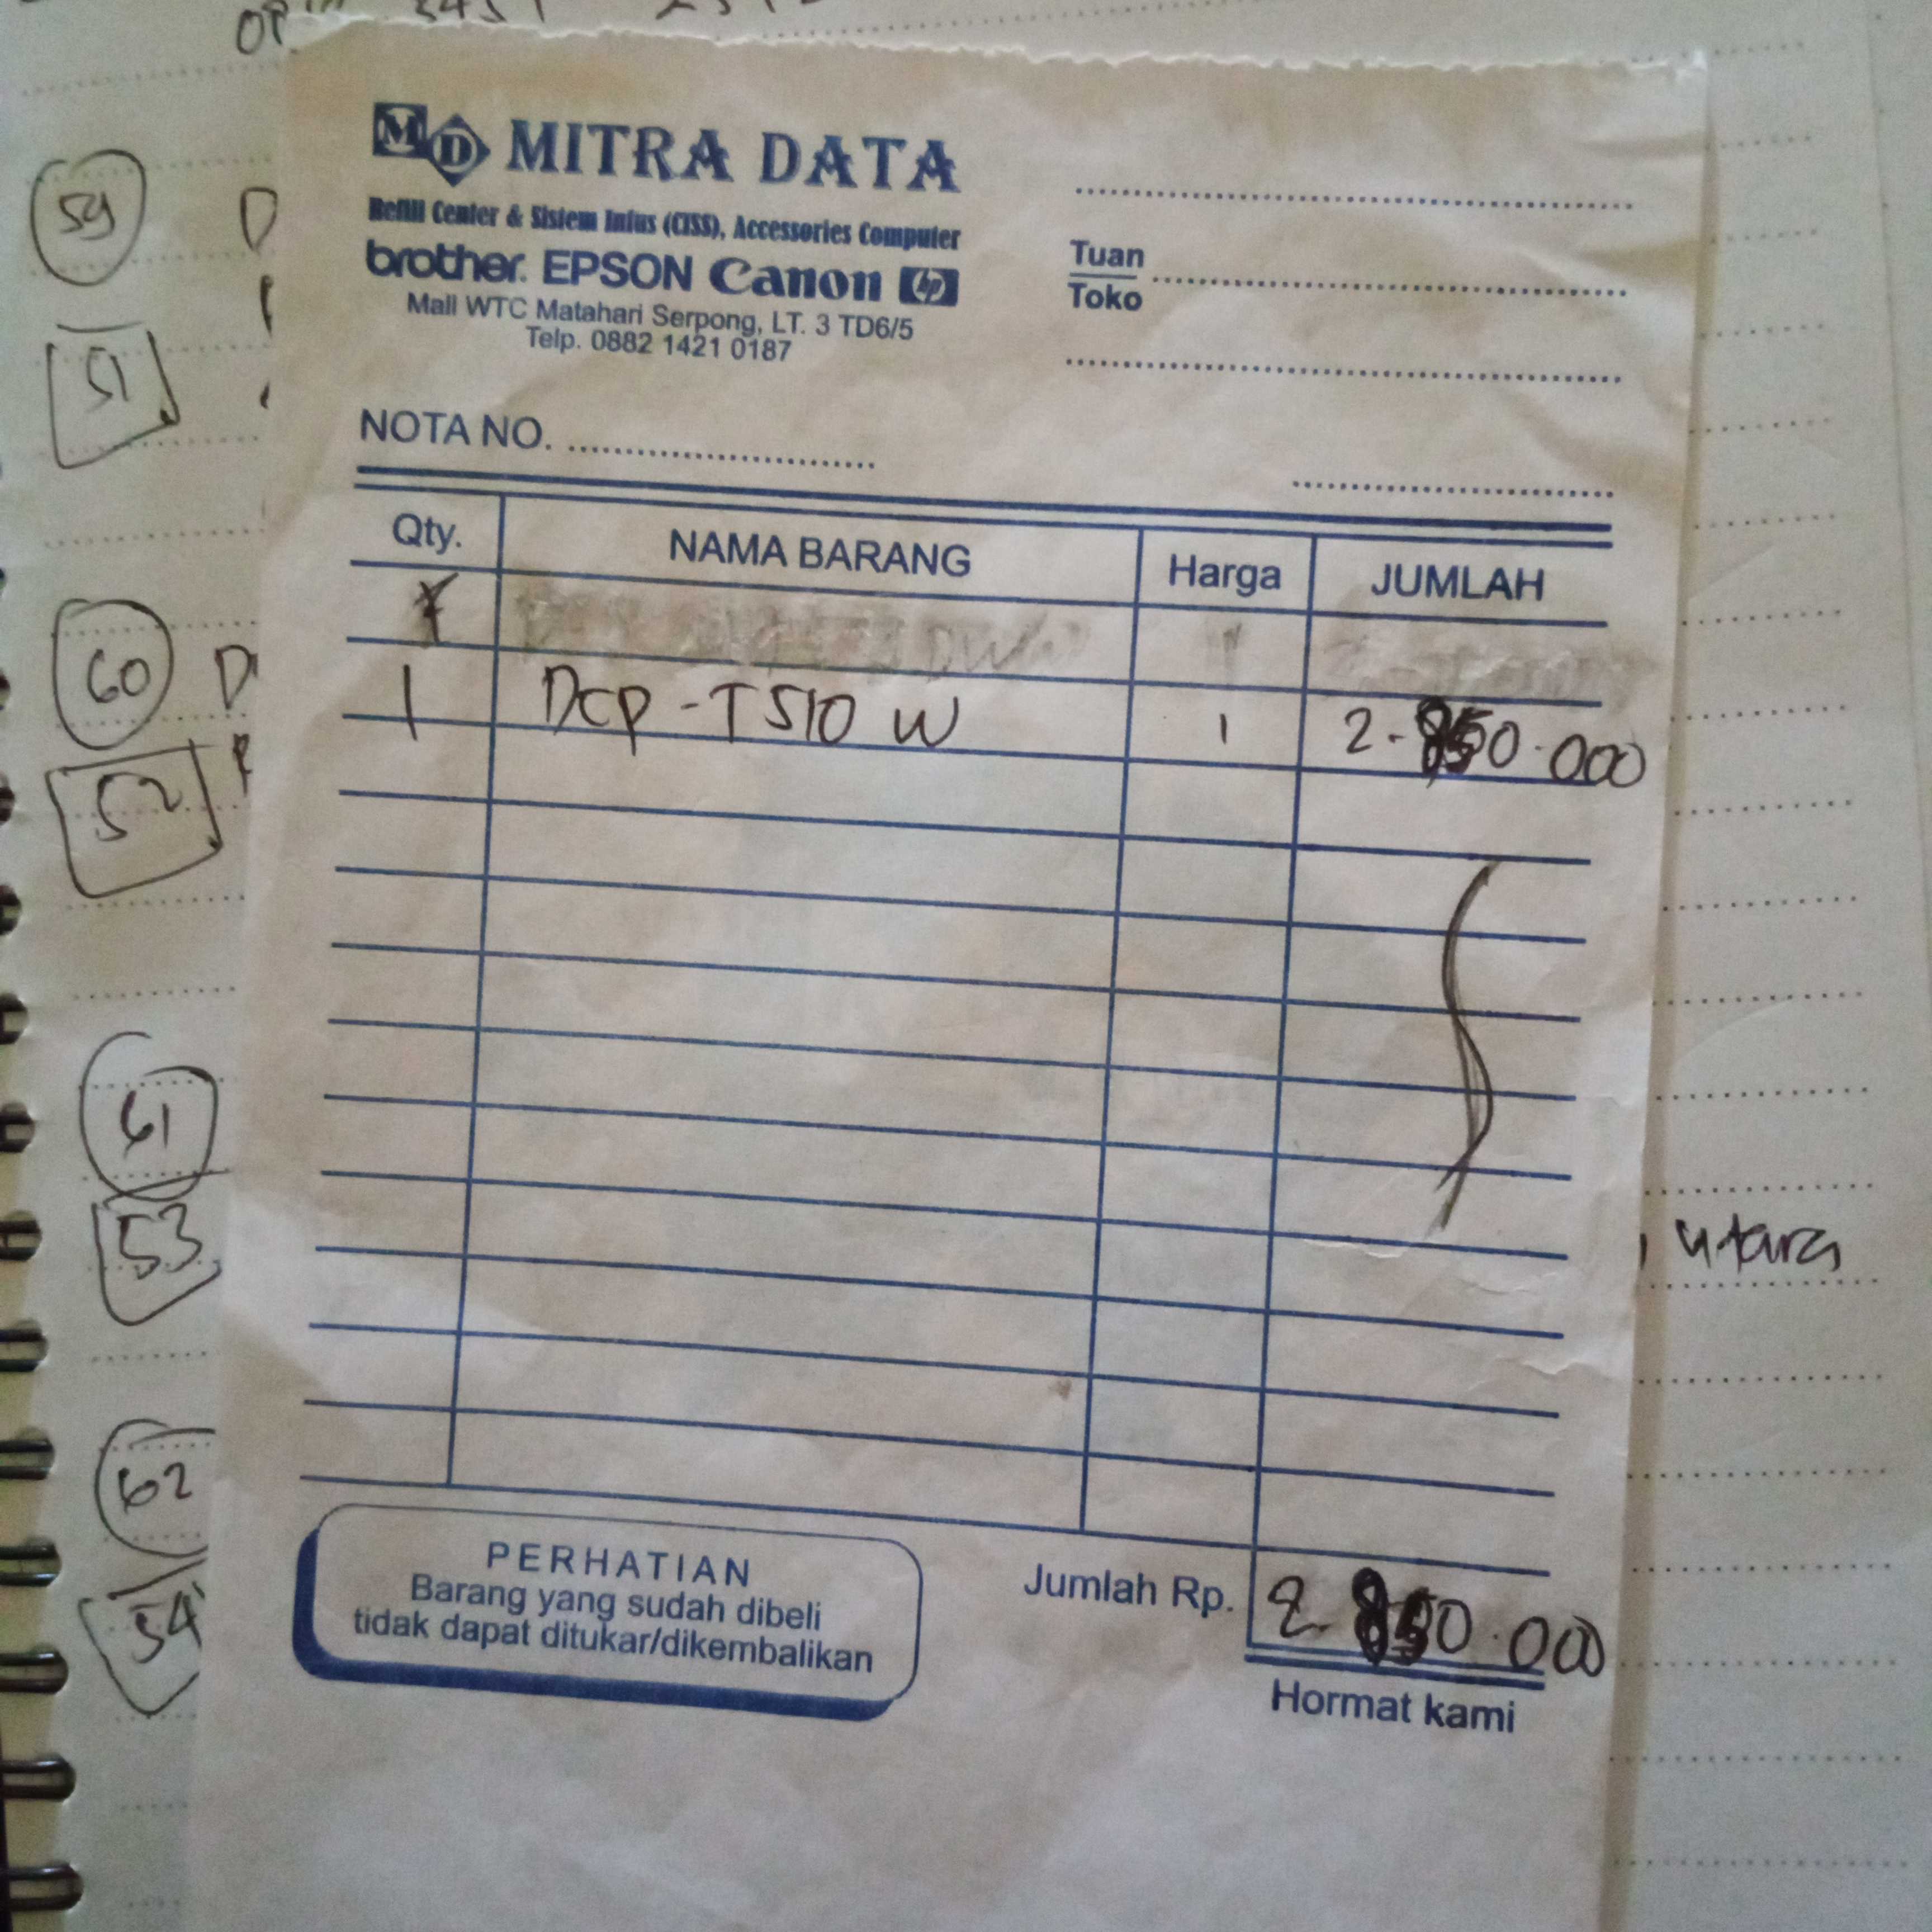 59
51
60
52
61
53
62
54
utara
MD MITRA DATA
Refill Center & Sistem Infus (CISS), Accessories Computer
brother. EPSON Canon hp
Mall WTC Matahari Serpong, LT. 3 TD6/5
Telp. 0882 1421 0187
Tuan
Toko
NOTA NO.
Qty. NAMA BARANG Harga JUMLAH
1 DCP-T510 W 2.850.000
PERHATIAN
Barang yang sudah dibeli
tidak dapat ditukar/dikembalikan
Jumlah Rp. 2.850.000
Hormat kami